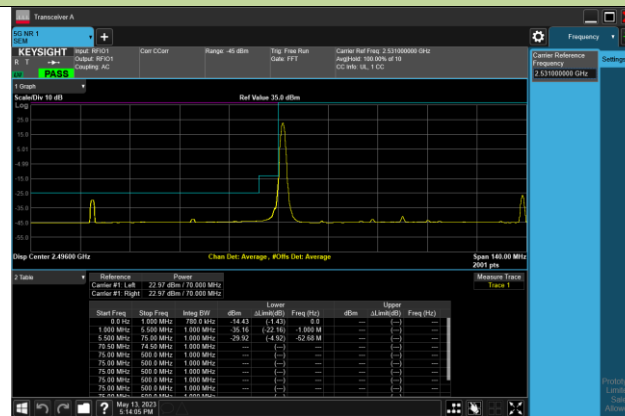 Transceiver A
5G NR 1
SEM
Frequency
KEYSIGHT
R T
PASS
Input: RFIO1
Output: RFIO1
Coupling: AC
Corr CCorr
Range: -45 dBm
Trig: Free Run
Gate: FFT
Carrier Ref Freq: 2.531000000 GHz
Avg|Hold: 100.00% of 10
CC Info: UL, 1 CC
Carrier Reference
Frequency
2.531000000 GHz
Settings
1 Graph
Scale/Div 10 dB
Ref Value 35.0 dBm
Log
25.0
15.0
5.01
-4.99
-15.0
-25.0
-35.0
-45.0
-55.0
Disp Center 2.49600 GHz
Chan Det: Average , #Offs Det: Average
Span 140.00 MHz
2001 pts
2 Table
Reference Power
Carrier #1: Left 22.97 dBm / 70.000 MHz
Carrier #1: Right 22.97 dBm / 70.000 MHz
Measure Trace
Trace 1
Lower Upper
Start Freq Stop Freq Integ BW dBm ΔLimit(dB) Freq (Hz) dBm ΔLimit(dB) Freq (Hz)
0.0 Hz 1.000 MHz 780.0 kHz -14.43 (-1.43) 0.0 --- (---) ---
1.000 MHz 5.500 MHz 1.000 MHz -35.16 (-22.16) -1.000 M --- (---) ---
5.500 MHz 75.00 MHz 1.000 MHz -29.92 (-4.92) -52.68 M --- (---) ---
70.50 MHz 74.50 MHz 1.000 MHz --- (---) --- --- (---) ---
75.00 MHz 500.0 MHz 1.000 MHz --- (---) --- --- (---) ---
75.00 MHz 500.0 MHz 1.000 MHz --- (---) --- --- (---) ---
75.00 MHz 500.0 MHz 1.000 MHz --- (---) --- --- (---) ---
75.00 MHz 500.0 MHz 1.000 MHz --- (---) --- --- (---) ---
75.00 MHz 500.0 MHz 1.000 MHz --- (---) --- --- (---) ---
?
May 13, 2023
5:14:05 PM